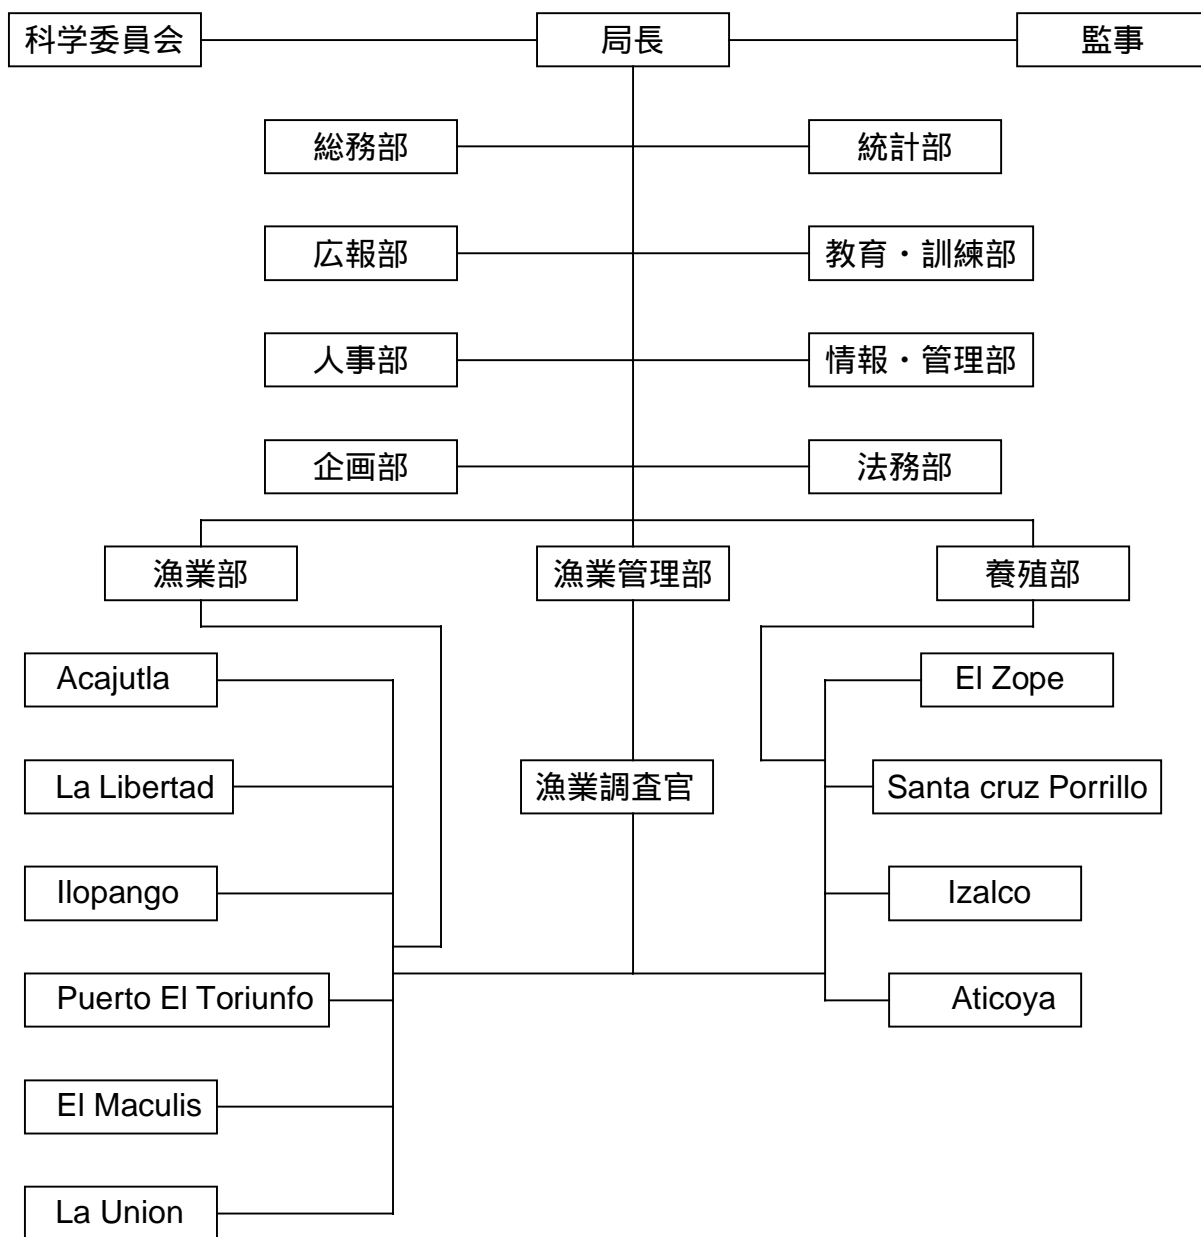 科学委員会
局長
監事
総務部
統計部
広報部
教育・訓練部
人事部
情報・管理部
企画部
法務部
漁業部
漁業管理部
養殖部
Acajutla
El Zope
La Libertad
漁業調査官
Santa cruz Porrillo
Ilopango
Izalco
Puerto El Toriunfo
Aticoya
El Maculis
La Union